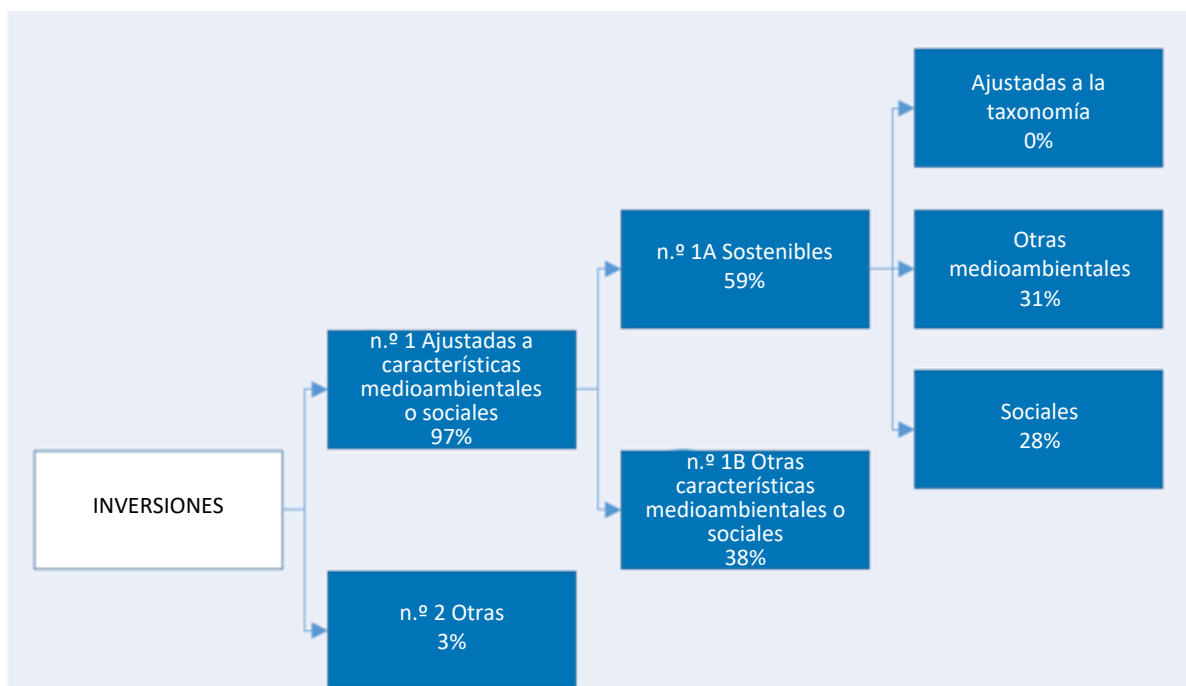 INVERSIONES
n.º 1 Ajustadas a
características
medioambientales
o sociales
97%
n.º 2 Otras
3%
n.º 1A Sostenibles
59%
n.º 1B Otras
características
medioambientales o
sociales
38%
Ajustadas a la
taxonomía
0%
Otras
medioambientales
31%
Sociales
28%